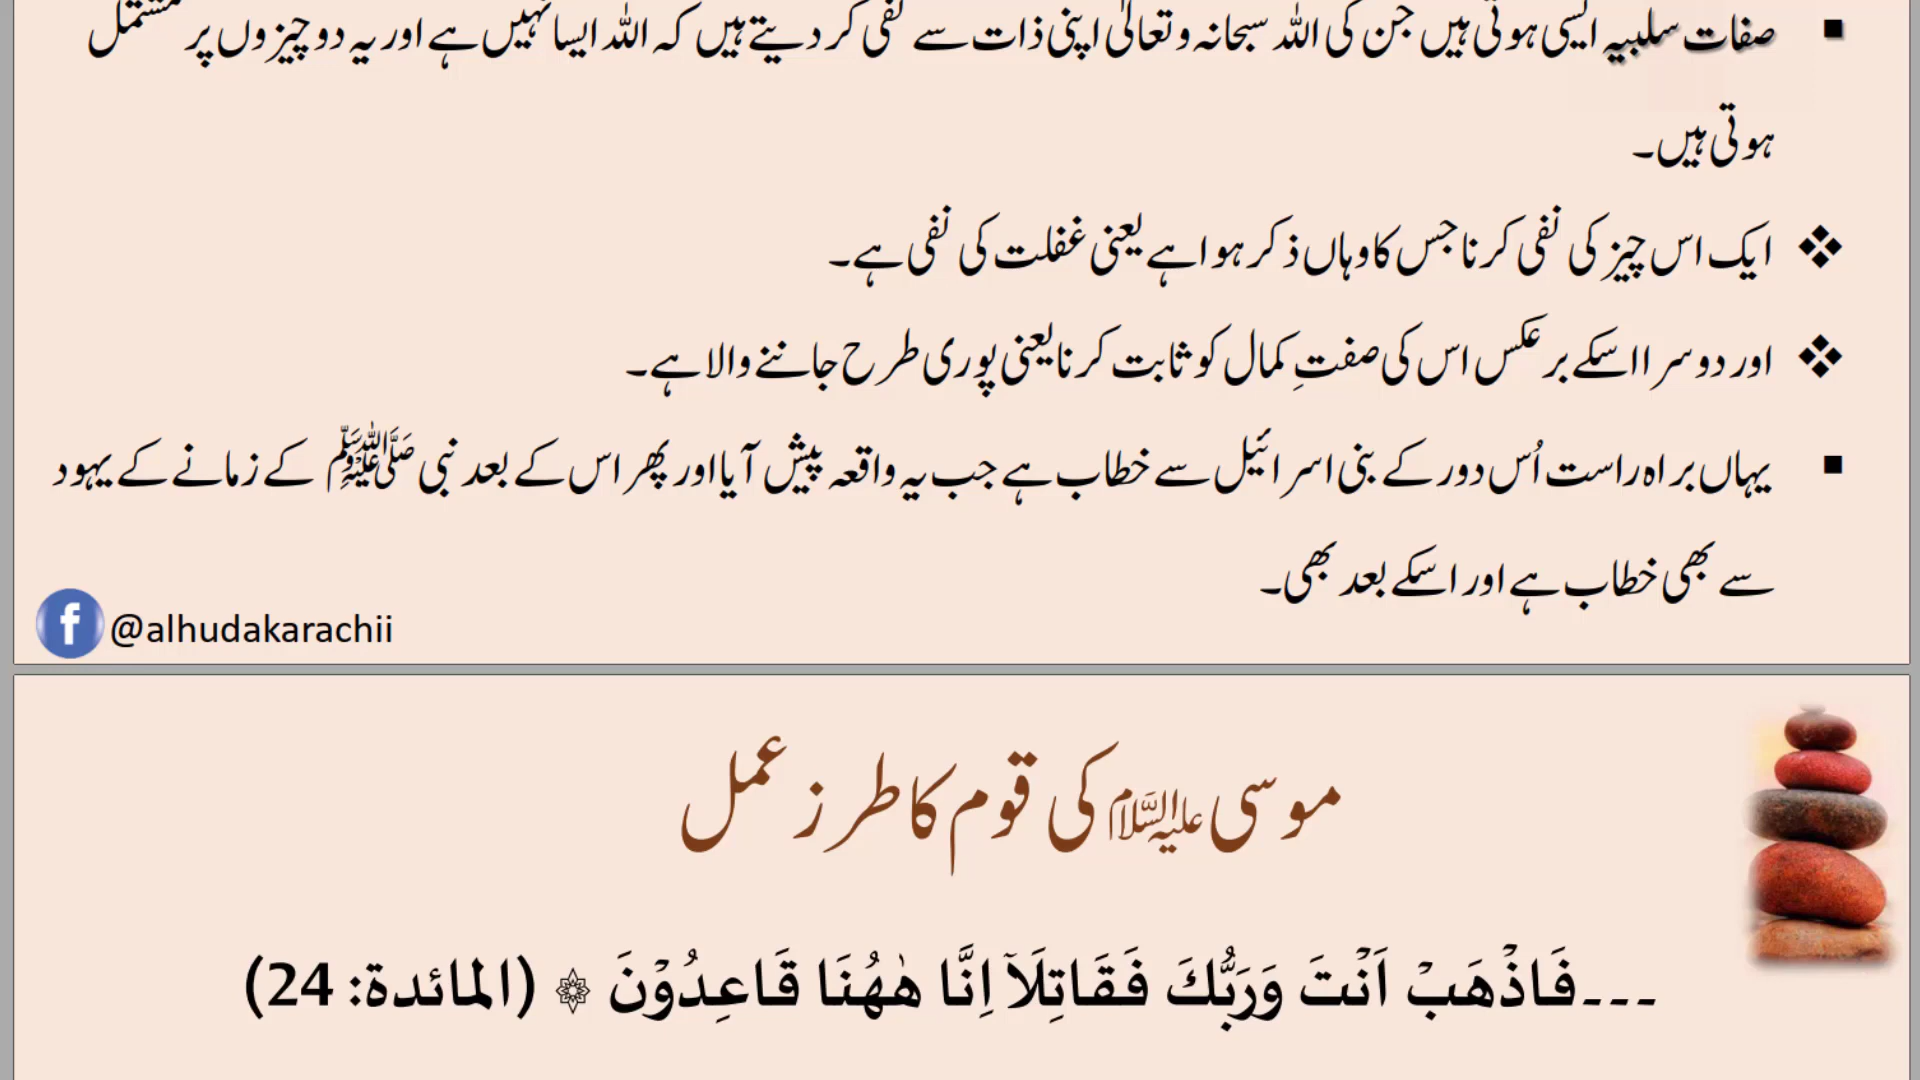 صفات سلبیہ ایسی ہوتی ہیں جن کی اللہ سبحانہ و تعالیٰ اپنی ذات سے نفی کر دیتے ہیں کہ اللہ ایسا نہیں ہے اور یہ دو چیزوں پر مشتمل
ہوتی ہیں۔
ایک اس چیز کی نفی کرنا جس کا وہاں ذکر ہوا ہے یعنی غفلت کی نفی ہے۔
اور دوسرا اسکے برعکس اس کی صفتِ کمال کو ثابت کرنا یعنی پوری طرح جاننے والا ہے۔
یہاں براہ راست اُس دور کے بنی اسرائیل سے خطاب ہے جب یہ واقعہ پیش آیا اور پھر اس کے بعد نبی ﷺ کے زمانے کے یہود
سے بھی خطاب ہے اور اسکے بعد بھی۔
@alhudakarachii
موسی علیہ السلام کی قوم کا طرز عمل
۔۔۔فَاذْهَبْ اَنْتَ وَرَبُّكَ فَقَاتِلَآ اِنَّا هٰهُنَا قَاعِدُوْنَ ۞ (المائدة: 24)